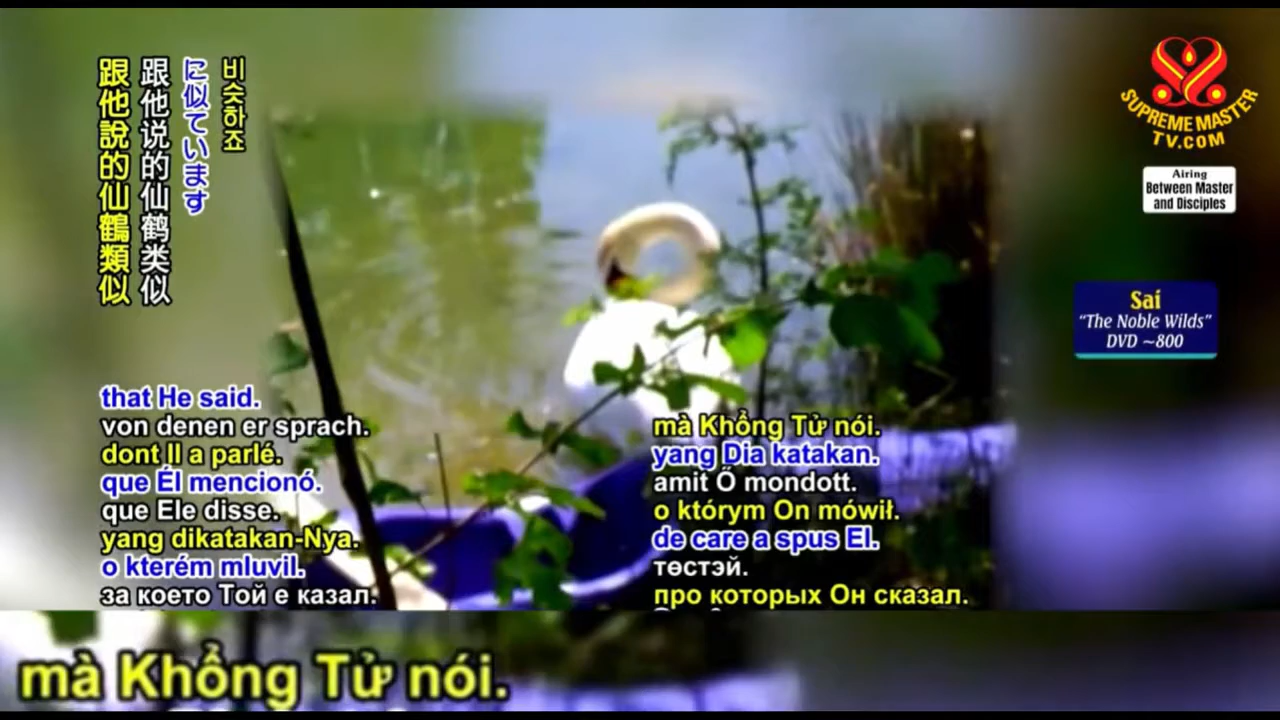 비슷하죠
に似ています
跟他说的仙鹤类似
跟他說的仙鶴類似
SUPREME MASTER
TV.COM
Airing
Between Master
and Disciples
Saí
“The Noble Wilds”
DVD ~800
that He said.
von denen er sprach.
dont Il a parlé.
que Él mencionó.
que Ele disse.
yang dikatakan-Nya.
o kterém mluvil.
за което Той е казал.
mà Khổng Tử nói.
yang Dia katakan.
amit Ő mondott.
o którym On mówił.
de care a spus El.
төстэй.
про которых Он сказал.
mà Khổng Tử nói.